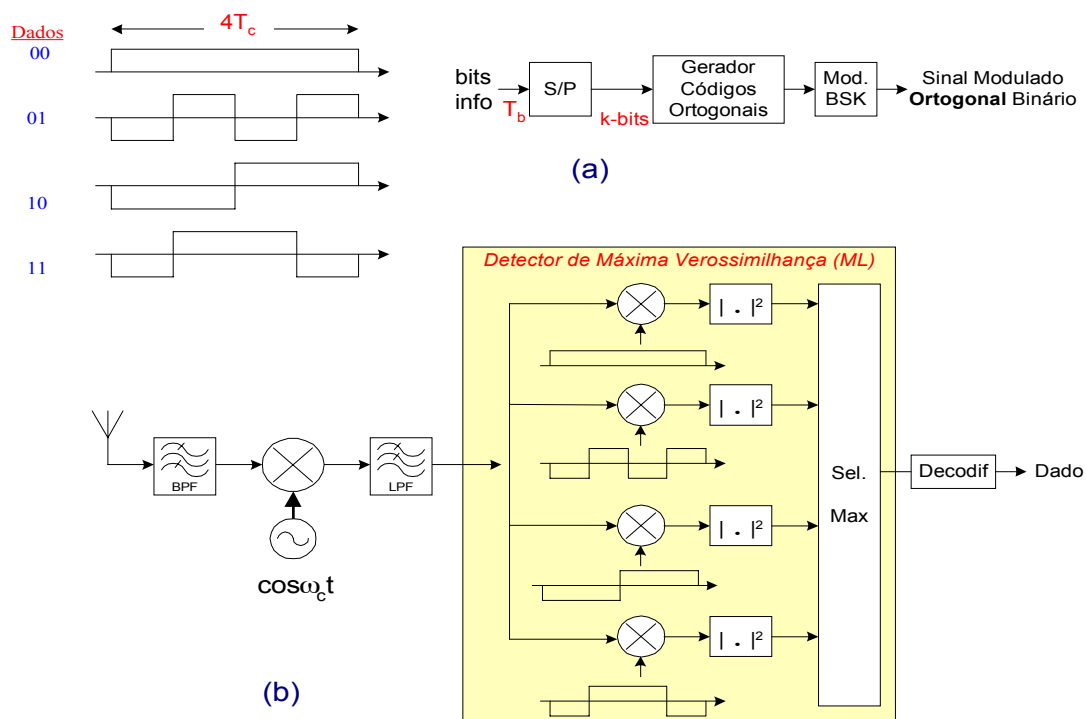 Dados
4Tc
00
01
10
11
bits
info
Tb
S/P
k-bits
Gerador
Códigos
Ortogonais
Mod.
BSK
Sinal Modulado
Ortogonal Binário
(a)
Detector de Máxima Verossimilhança (ML)
| . |²
| . |²
| . |²
| . |²
BPF
LPF
cosωct
Sel.
Max
Decodif
Dado
(b)